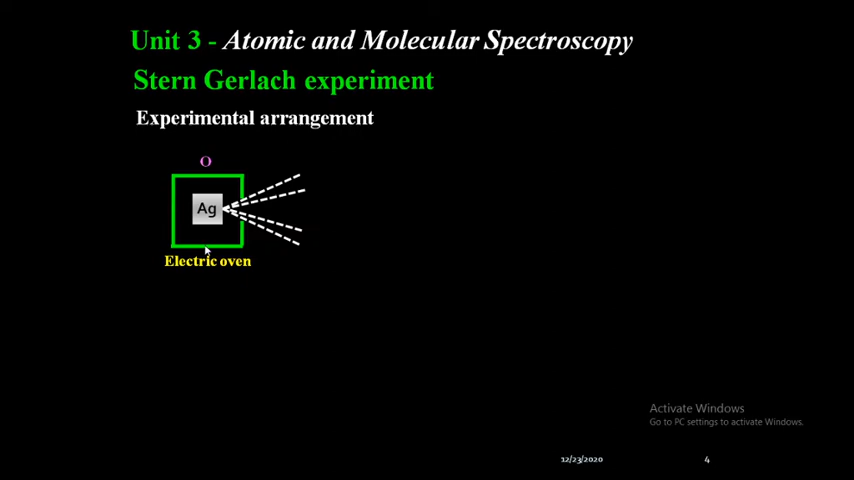 Unit 3 - Atomic and Molecular Spectroscopy
Stern Gerlach experiment
Experimental arrangement
O
Ag
Electric oven
Activate Windows
Go to PC settings to activate Windows.
12/23/2020
4